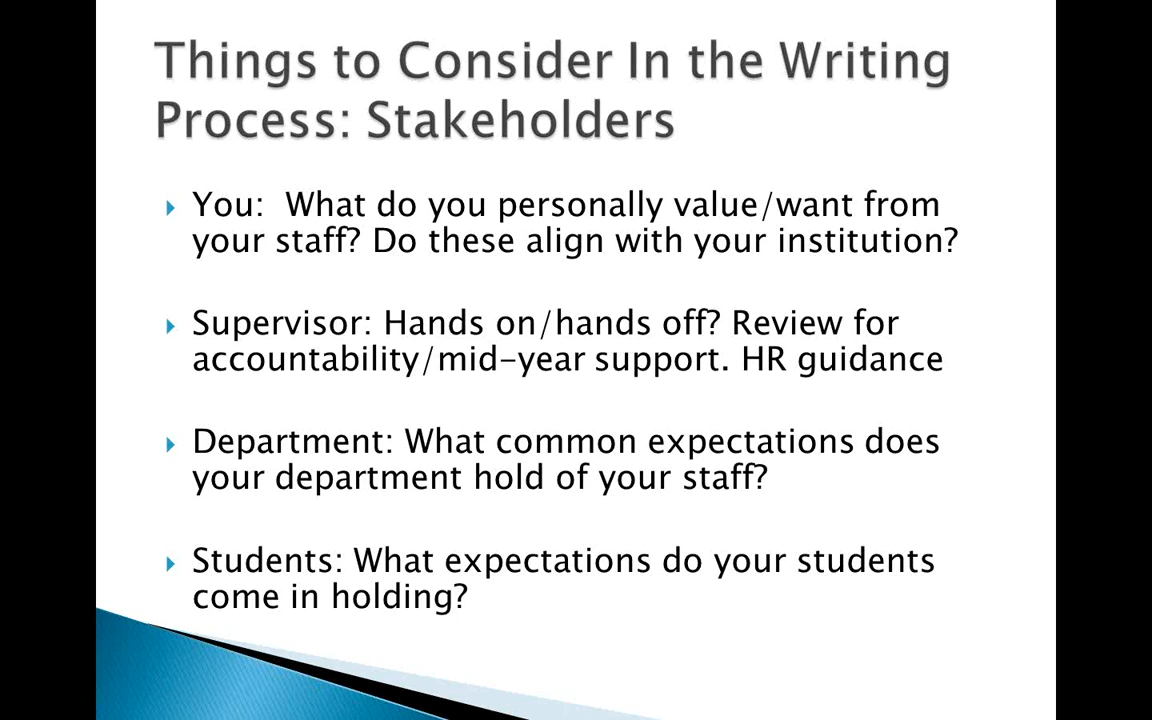 Things to Consider In the Writing
Process: Stakeholders
You:  What do you personally value/want from
your staff? Do these align with your institution?
Supervisor: Hands on/hands off? Review for
accountability/mid-year support. HR guidance
Department: What common expectations does
your department hold of your staff?
Students: What expectations do your students
come in holding?